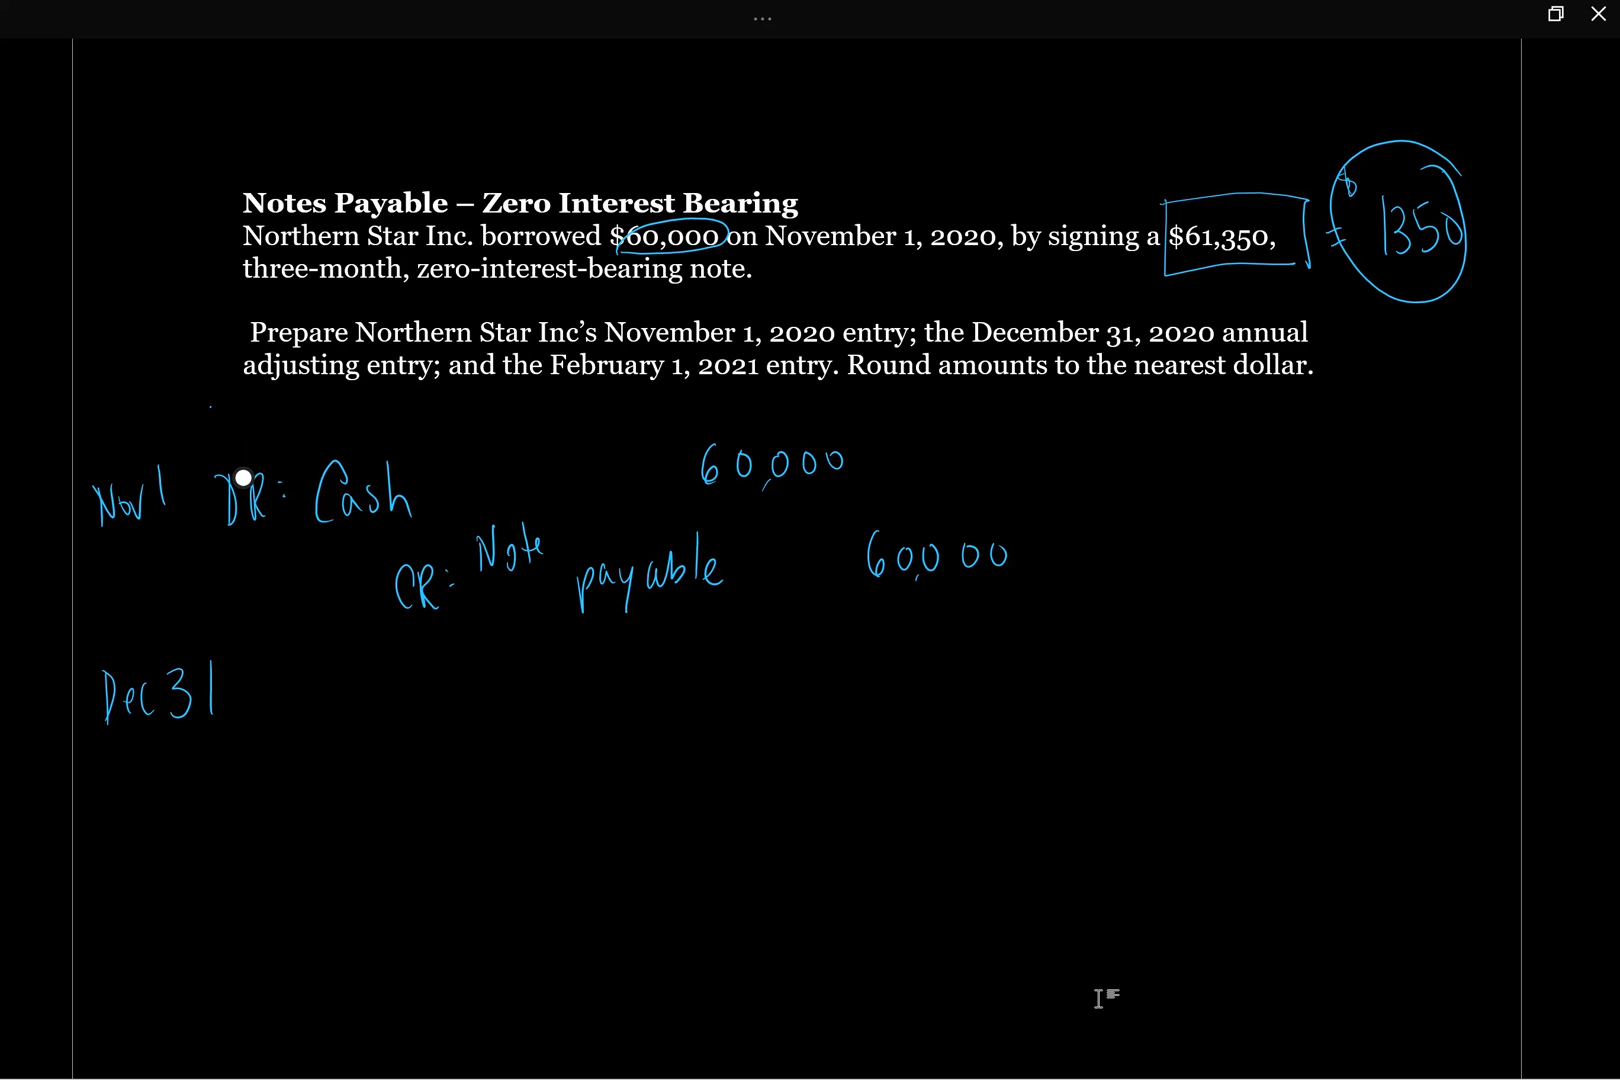 Notes Payable – Zero Interest Bearing
Northern Star Inc. borrowed $60,000 on November 1, 2020, by signing a $61,350,
three-month, zero-interest-bearing note.
= $ 1350
Prepare Northern Star Inc’s November 1, 2020 entry; the December 31, 2020 annual
adjusting entry; and the February 1, 2021 entry. Round amounts to the nearest dollar.
Nov 1 DR: Cash 60,000
CR: Note payable 60,000
Dec 31